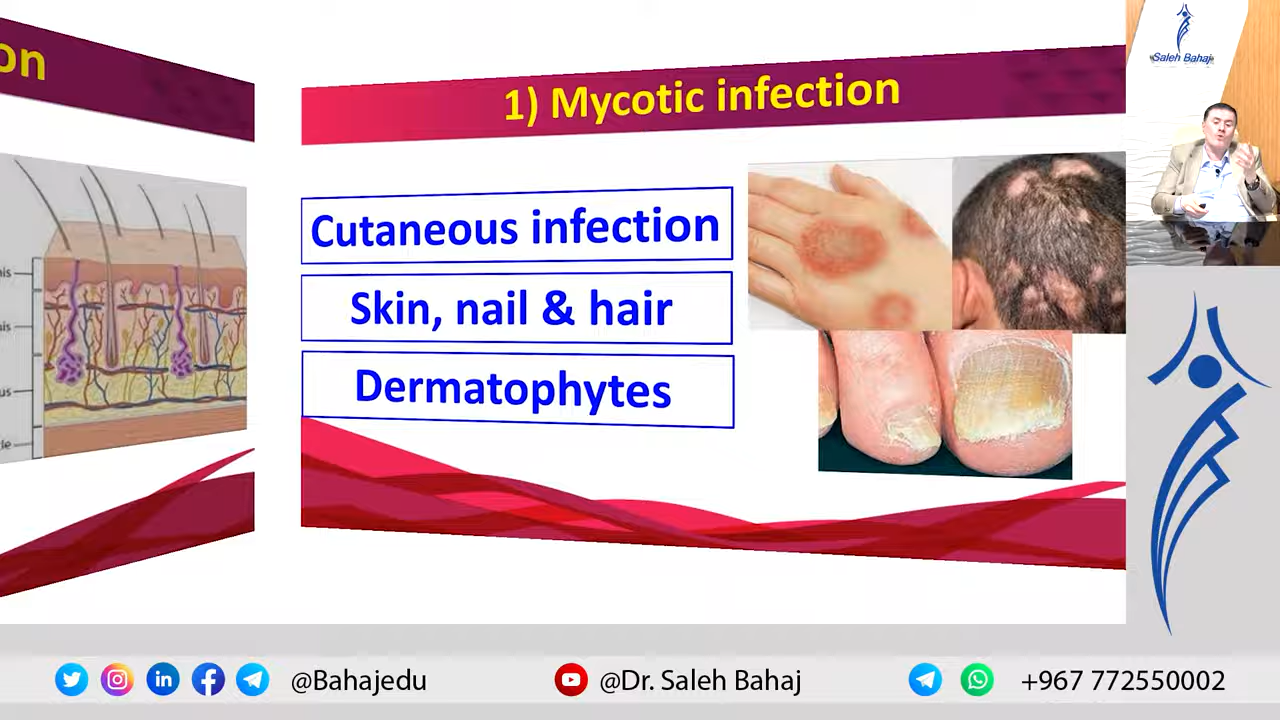 on
1) Mycotic infection
Cutaneous infection
Skin, nail & hair
Dermatophytes
Saleh Bahaj
@Bahajedu
@Dr. Saleh Bahaj
+967 772550002